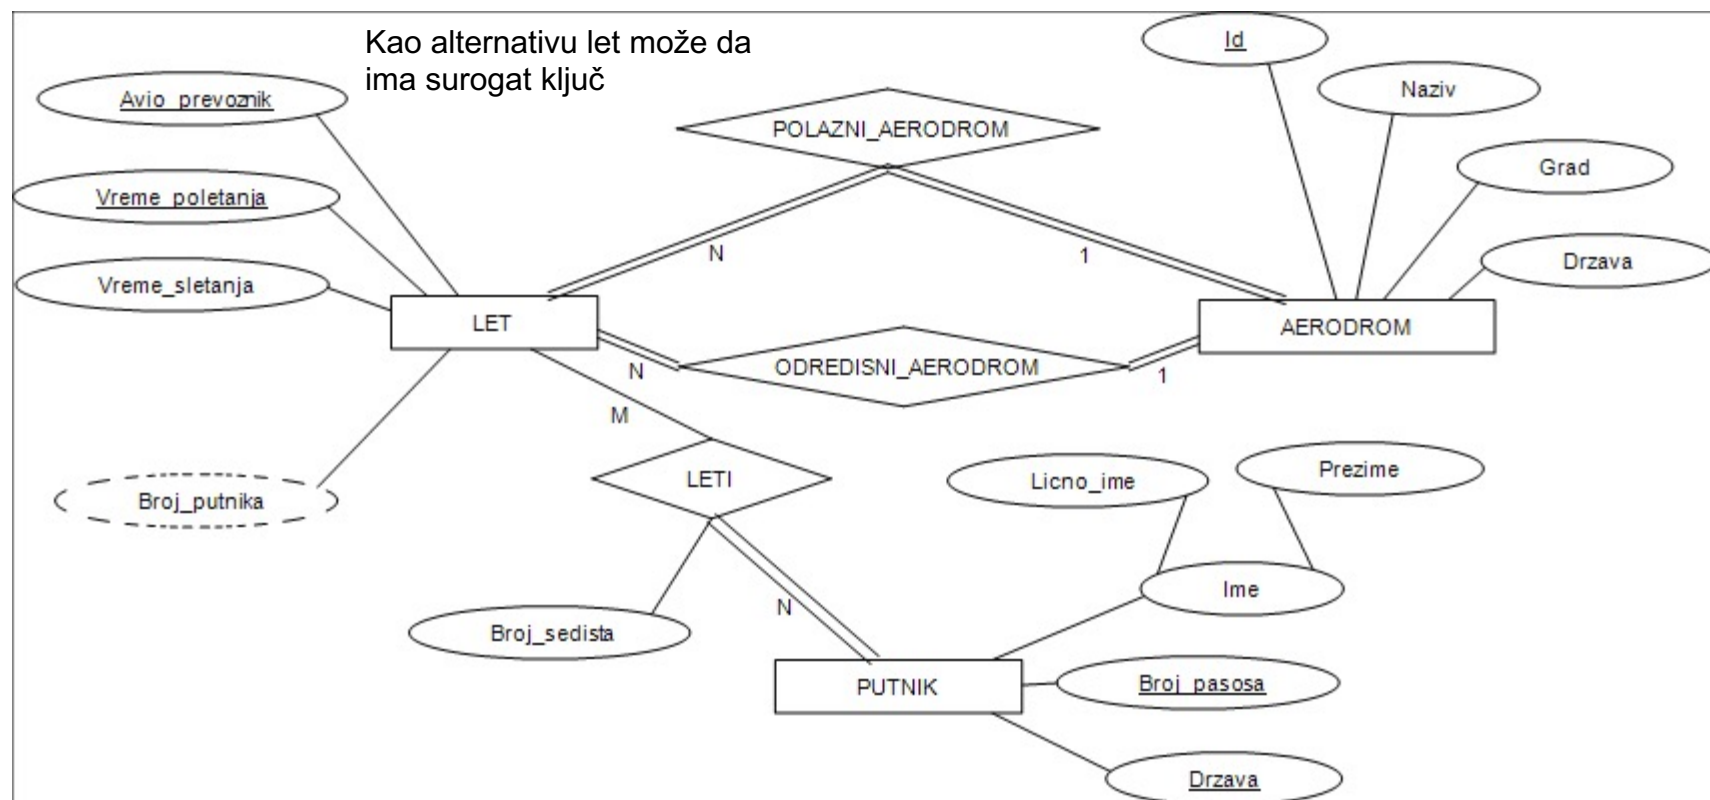 Kao alternativu let može da
ima surogat ključ
Id
Avio_prevoznik
Naziv
POLAZNI_AERODROM
Grad
Vreme_poletanja
N
1
Drzava
Vreme_sletanja
LET
AERODROM
N
ODREDISNI_AERODROM
1
M
LETI
Licno_ime
Prezime
Broj_putnika
Ime
N
Broj_sedista
PUTNIK
Broj_pasosa
Drzava